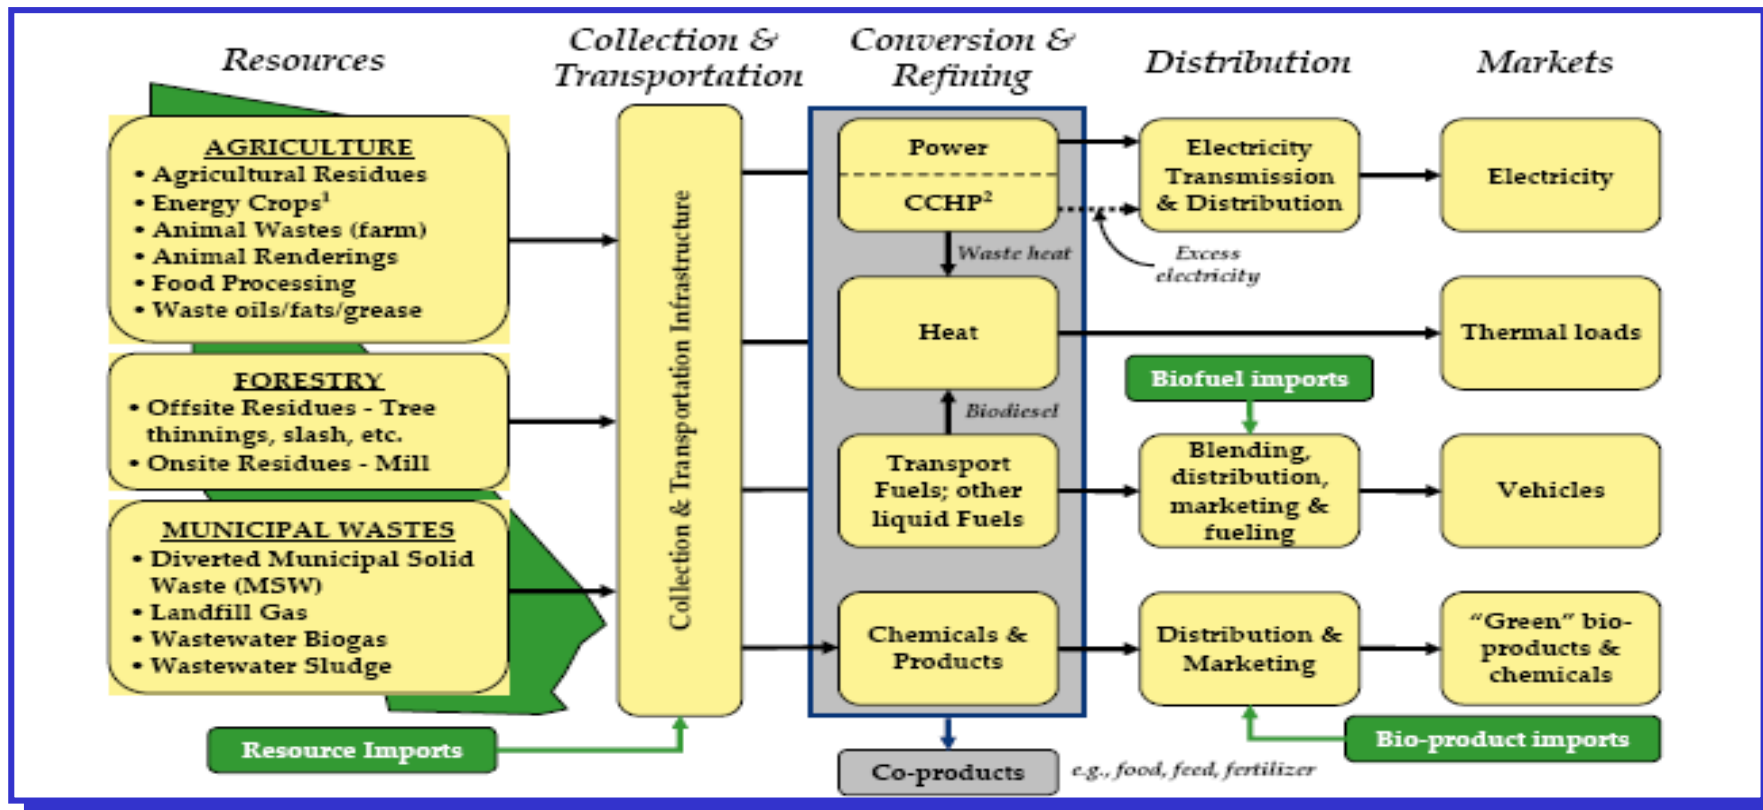 Resources
Collection &
Transportation
Conversion &
Refining
Distribution
Markets
AGRICULTURE
• Agricultural Residues
• Energy Crops¹
• Animal Wastes (farm)
• Animal Renderings
• Food Processing
• Waste oils/fats/grease
FORESTRY
• Offsite Residues - Tree
thinnings, slash, etc.
• Onsite Residues - Mill
MUNICIPAL WASTES
• Diverted Municipal Solid
Waste (MSW)
• Landfill Gas
• Wastewater Biogas
• Wastewater Sludge
Resource Imports
Collection & Transportation Infrastructure
Power
CCHP²
Waste heat
Heat
Biodiesel
Transport
Fuels; other
liquid Fuels
Chemicals &
Products
Co-products
e.g., food, feed, fertilizer
Electricity
Transmission
& Distribution
Excess
electricity
Biofuel imports
Blending,
distribution,
marketing &
fueling
Distribution &
Marketing
Electricity
Thermal loads
Vehicles
“Green” bio-
products &
chemicals
Bio-product imports